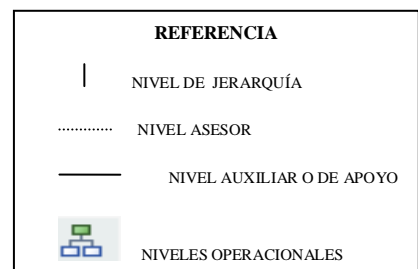 REFERENCIA
NIVEL DE JERARQUÍA
NIVEL ASESOR
NIVEL AUXILIAR O DE APOYO
NIVELES OPERACIONALES